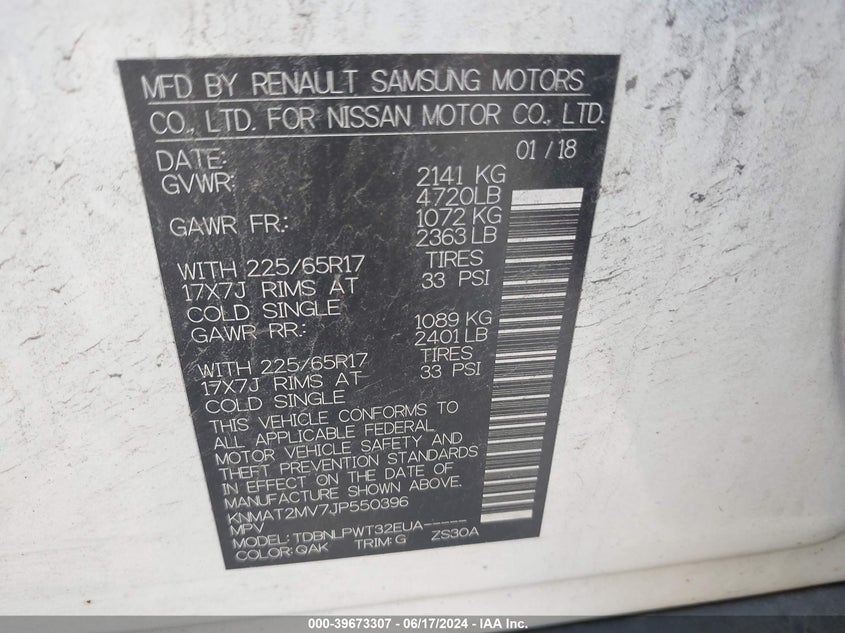 MFD BY RENAULT SAMSUNG MOTORS
CO., LTD. FOR NISSAN MOTOR CO., LTD.
DATE: 01 / 18
GVWR: 2141 KG
4720LB
GAWR FR.: 1072 KG
2363 LB
WITH 225/65R17 TIRES
17X7J RIMS AT 33 PSI
COLD SINGLE
GAWR RR.: 1089 KG
2401 LB
WITH 225/65R17 TIRES
17X7J RIMS AT 33 PSI
COLD SINGLE
THIS VEHICLE CONFORMS TO
ALL APPLICABLE FEDERAL
MOTOR VEHICLE SAFETY AND
THEFT PREVENTION STANDARDS
IN EFFECT ON THE DATE OF
MANUFACTURE SHOWN ABOVE.
KNMAT2MV7JP550396
MPV
MODEL: TDBNLPWT32EUA-----
COLOR: QAK TRIM: G ZS30A
000-39673307 - 06/17/2024 - IAA Inc.